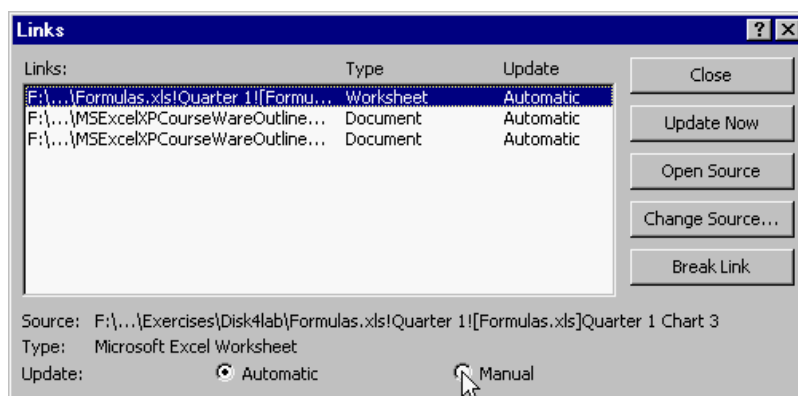 Links
Links: Type Update Close
F:\...\Formulas.xls!Quarter 1![Formu... Worksheet Automatic
F:\...\MSExcelXPCourseWareOutline... Document Automatic Update Now
F:\...\MSExcelXPCourseWareOutline... Document Automatic
Open Source
Change Source...
Break Link
Source: F:\...\Exercises\Disk4lab\Formulas.xls!Quarter 1![Formulas.xls]Quarter 1 Chart 3
Type: Microsoft Excel Worksheet
Update: Automatic Manual